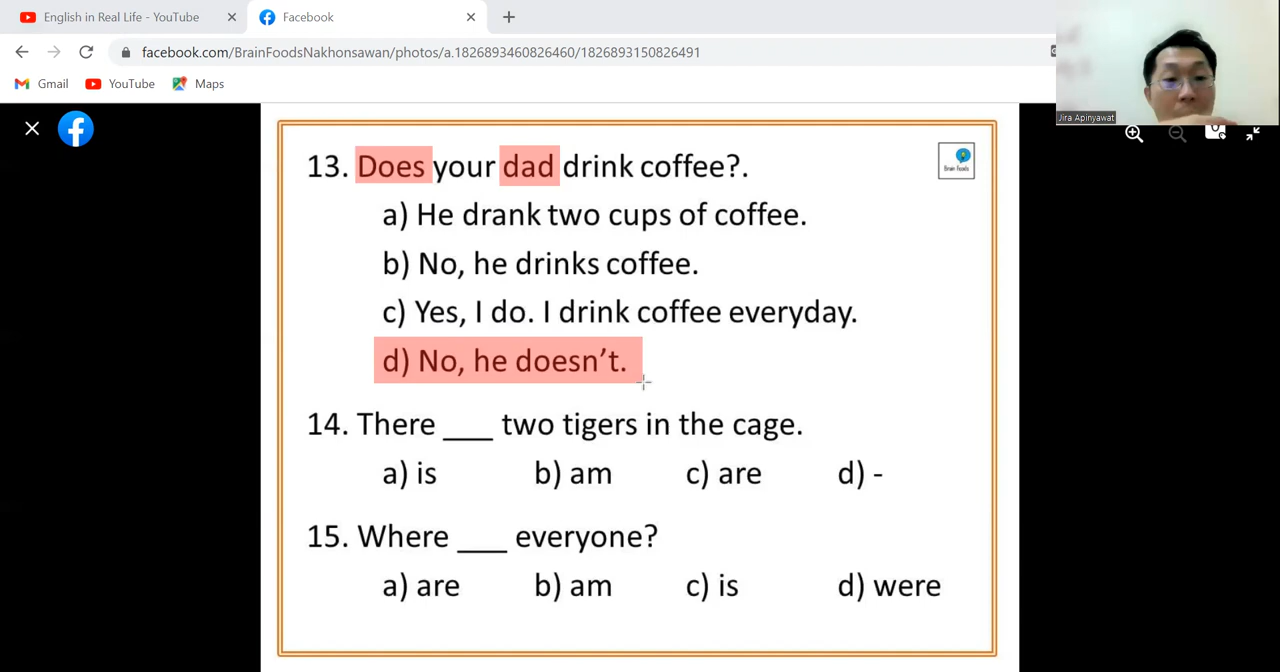 English in Real Life - YouTube
Facebook
facebook.com/BrainFoodsNakhonsawan/photos/a.1826893460826460/1826893150826491
Gmail
YouTube
Maps
Jira Apinyawat
Brain Foods
13. Does your dad drink coffee?.
a) He drank two cups of coffee.
b) No, he drinks coffee.
c) Yes, I do. I drink coffee everyday.
d) No, he doesn’t.
14. There ___ two tigers in the cage.
a) is b) am c) are d) -
15. Where ___ everyone?
a) are b) am c) is d) were